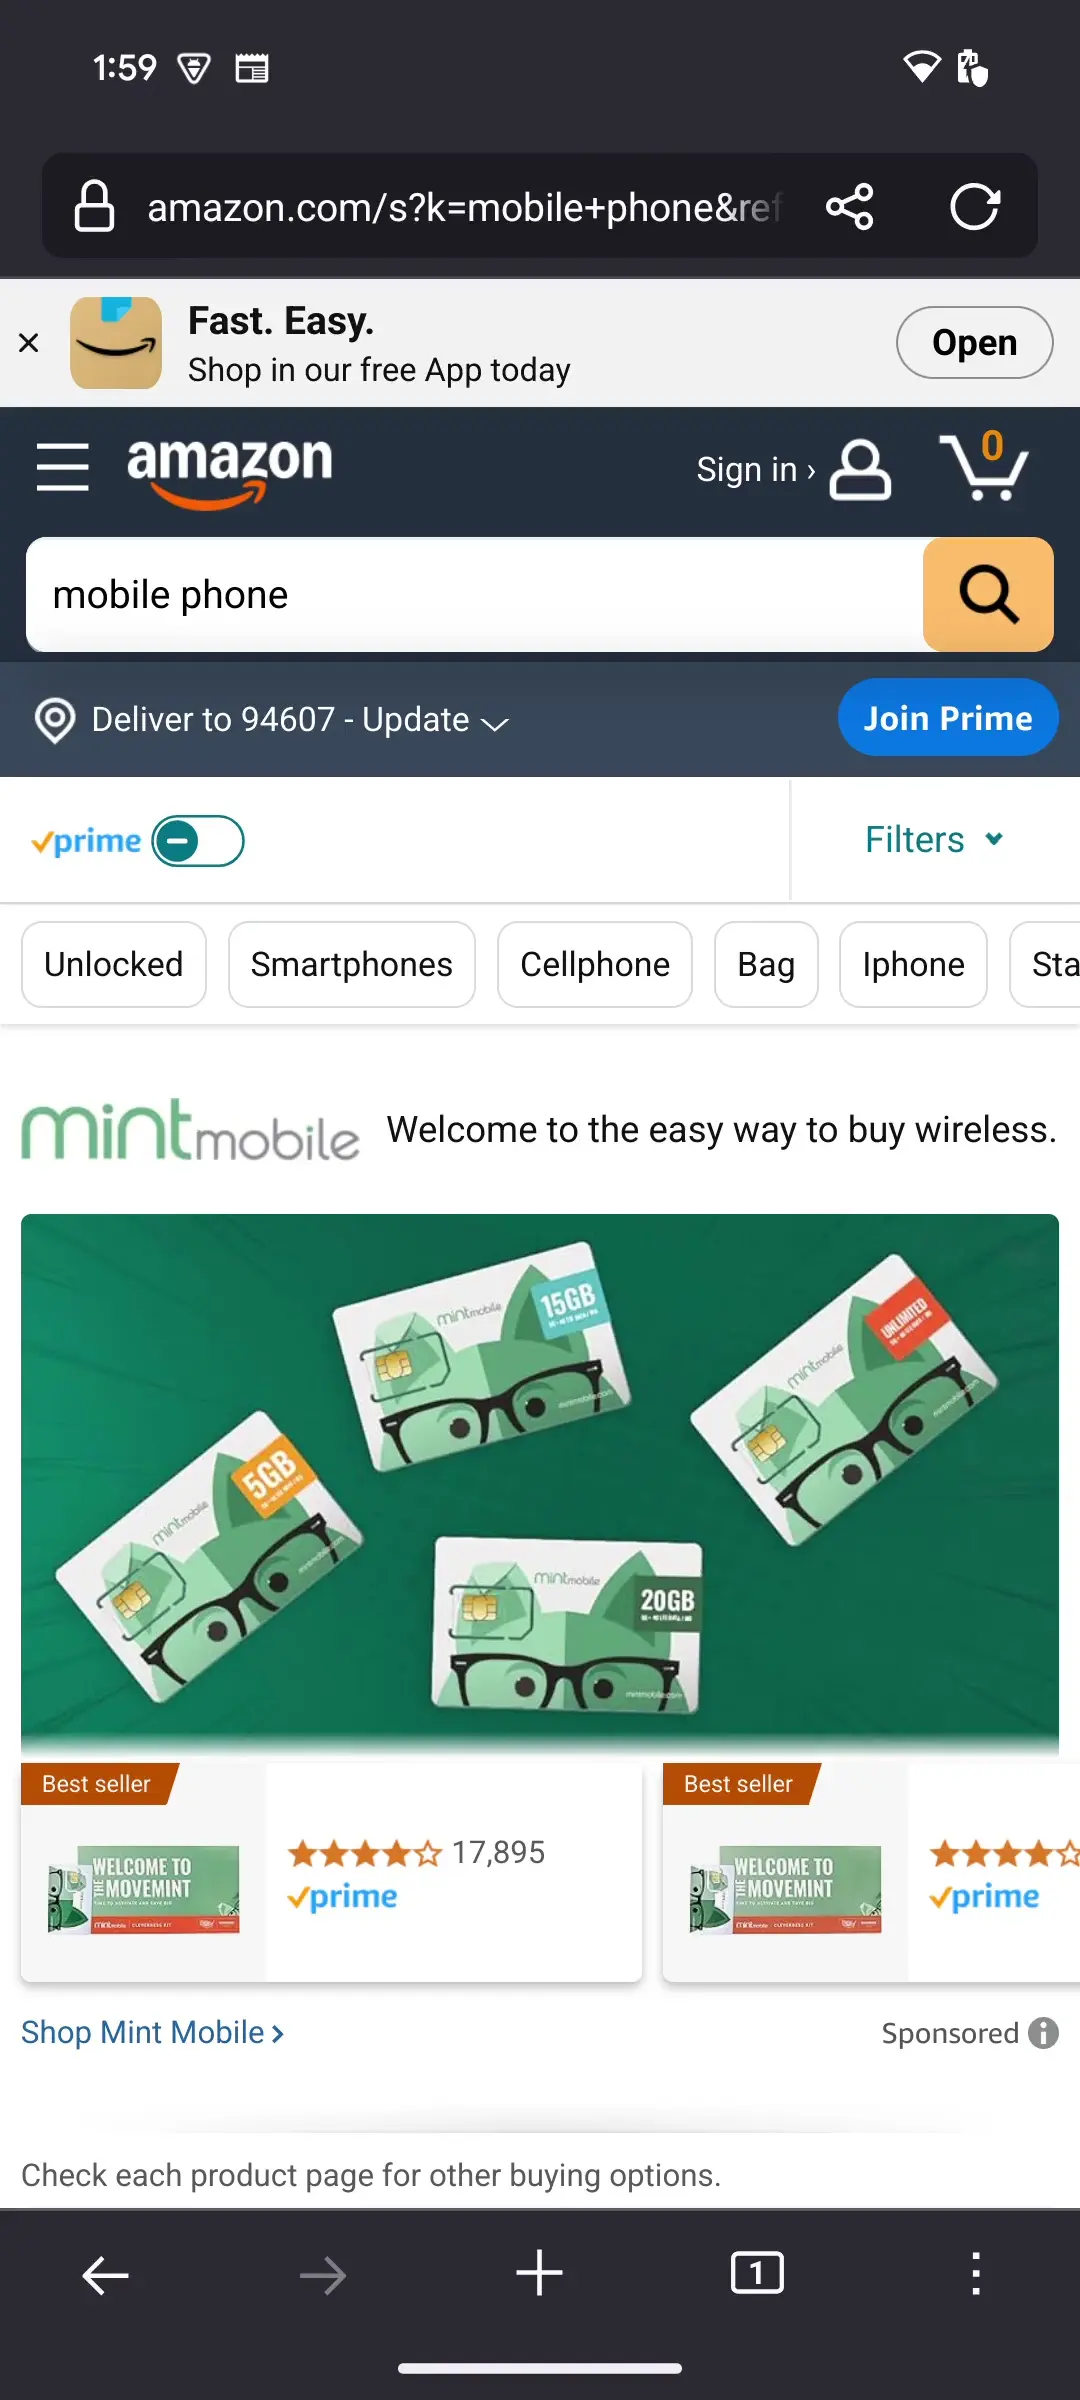 1:59
amazon.com/s?k=mobile+phone&ref
Fast. Easy.
Shop in our free App today
Open
amazon
Sign in ›
0
mobile phone
Deliver to 94607 - Update
Join Prime
prime
Filters
Unlocked
Smartphones
Cellphone
Bag
Iphone
Sta
mintmobile
Welcome to the easy way to buy wireless.
mintmobile
15GB
mintmobile
UNLIMITED
mintmobile
5GB
mintmobile
20GB
mintmobile.com
Best seller
WELCOME TO
THE MOVEMINT
mintmobile
17,895
prime
Best seller
WELCOME TO
THE MOVEMINT
mintmobile
prime
Shop Mint Mobile ›
Sponsored
Check each product page for other buying options.
1